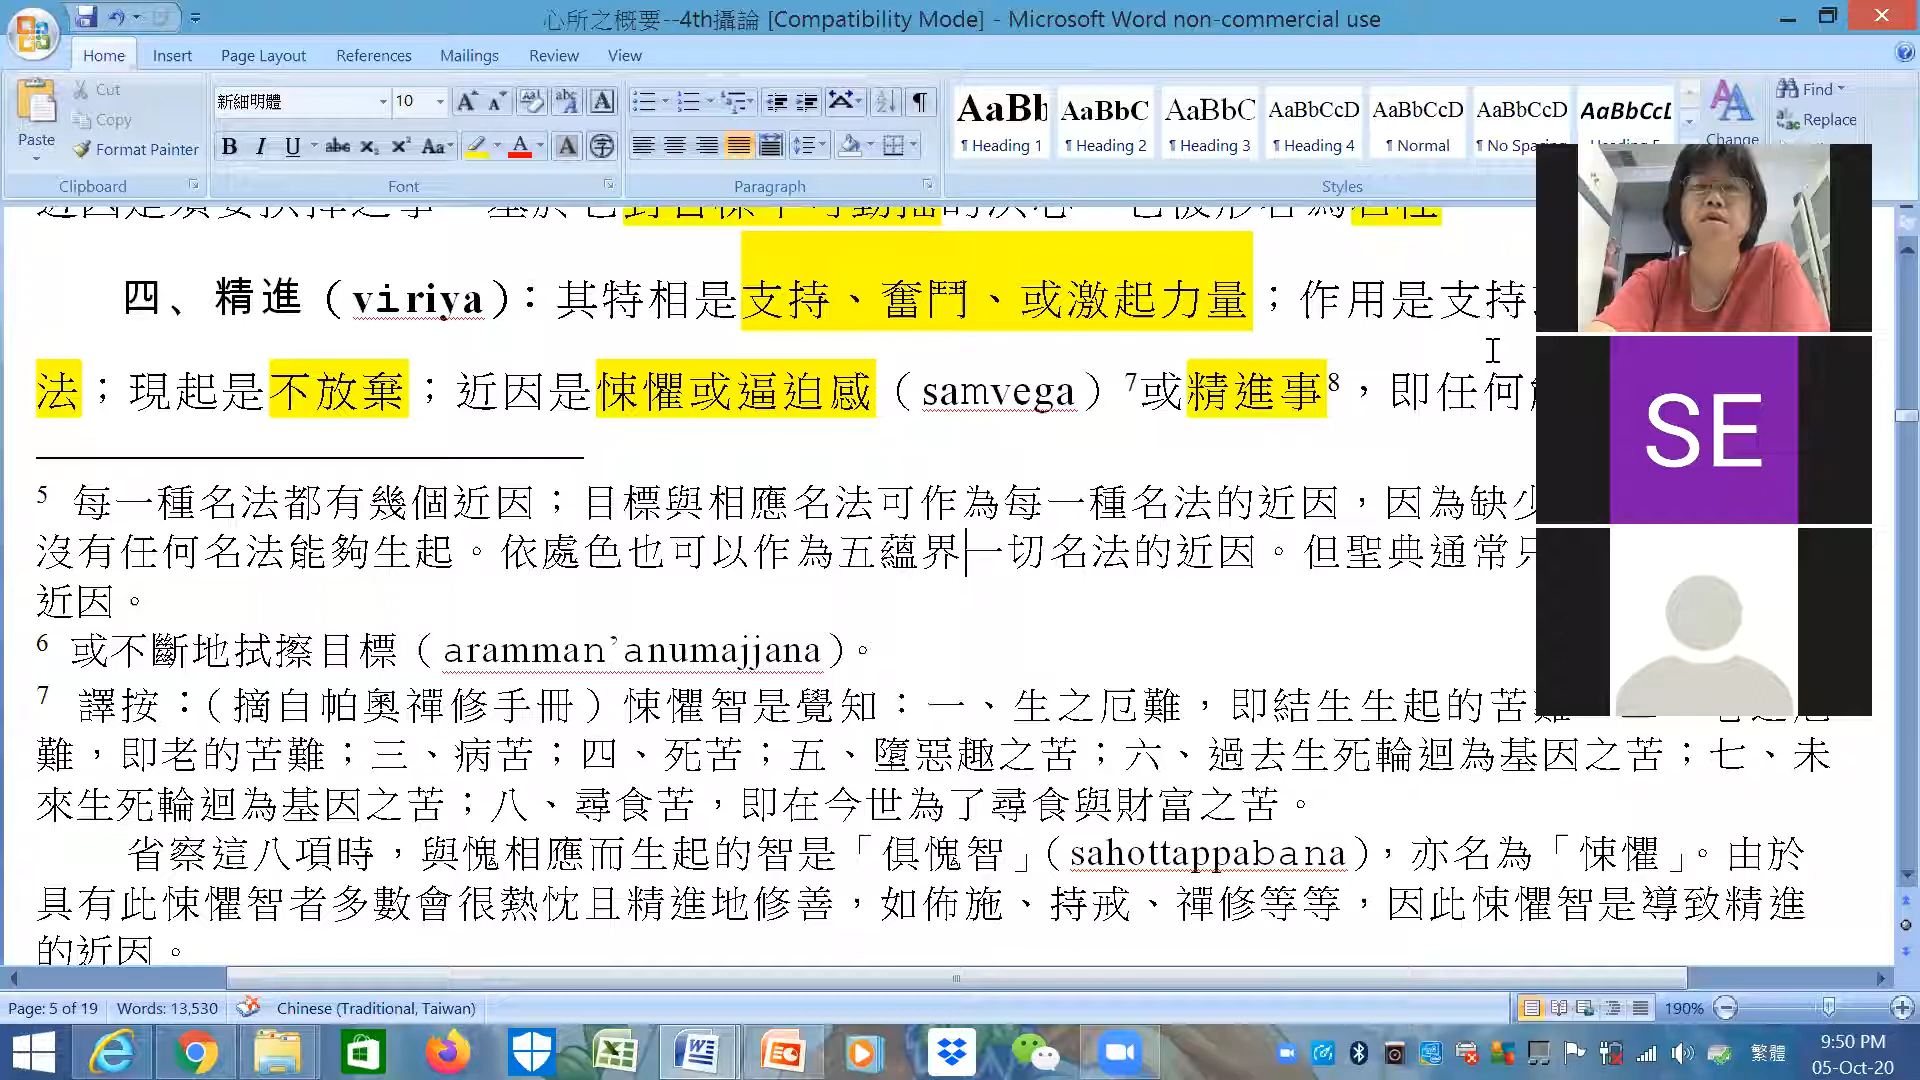 心所之概要--4th攝論 [Compatibility Mode] - Microsoft Word non-commercial use
Home Insert Page Layout References Mailings Review View
Cut
Copy
Format Painter
Paste
新細明體 10
AaBb AaBbC AaBbC AaBbCcD AaBbCcD AaBbCcD AaBbCcD
¶ Heading 1 ¶ Heading 2 ¶ Heading 3 ¶ Heading 4 ¶ Normal ¶ No Spacing
Change
Find
Replace
Clipboard Font Paragraph Styles
四、精進（viriya）：其特相是支持、奮鬥、或激起力量；作用是支持
法；現起是不放棄；近因是悚懼或逼迫感（samvega）7或精進事8，即任何
5 每一種名法都有幾個近因；目標與相應名法可作為每一種名法的近因，因為缺少
沒有任何名法能夠生起。依處色也可以作為五蘊界一切名法的近因。但聖典通常只
近因。
6 或不斷地拭擦目標（aramman’anumajjana）。
7 譯按：（摘自帕奧禪修手冊）悚懼智是覺知：一、生之厄難，即結生生起的苦
難，即老的苦難；三、病苦；四、死苦；五、墮惡趣之苦；六、過去生死輪迴為基因之苦；七、未
來生死輪迴為基因之苦；八、尋食苦，即在今世為了尋食與財富之苦。
省察這八項時，與愧相應而生起的智是「俱愧智」（sahottappabana），亦名為「悚懼」。由於
具有此悚懼智者多數會很熱忱且精進地修善，如佈施、持戒、禪修等等，因此悚懼智是導致精進
的近因。
SE
Page: 5 of 19 Words: 13,530 Chinese (Traditional, Taiwan) 190%
繁體
9:50 PM
05-Oct-20